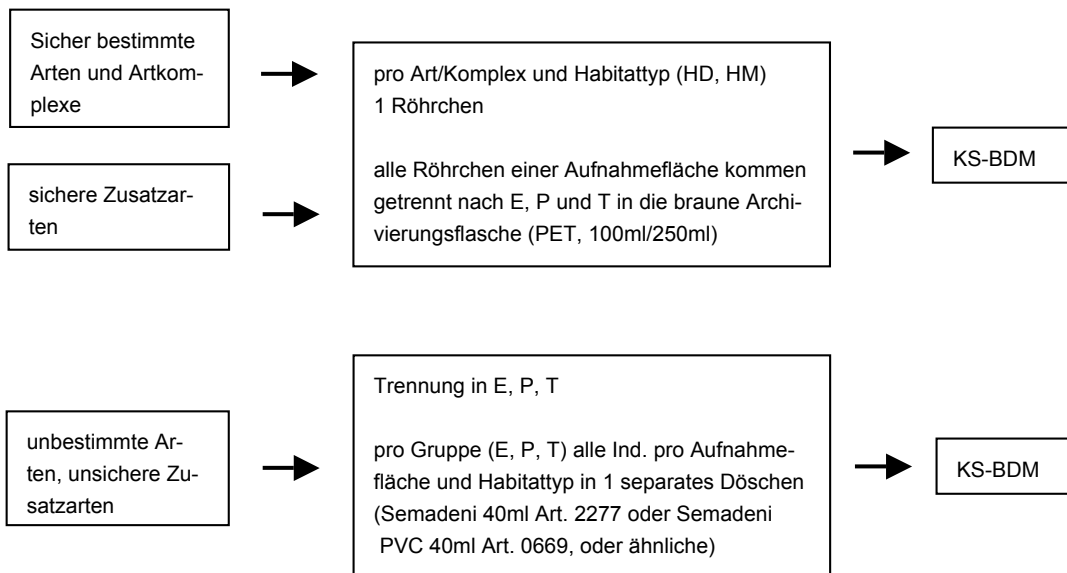 Sicher bestimmte
Arten und Artkom-
plexe
sichere Zusatzar-
ten
pro Art/Komplex und Habitattyp (HD, HM)
1 Röhrchen
alle Röhrchen einer Aufnahmefläche kommen
getrennt nach E, P und T in die braune Archi-
vierungsflasche (PET, 100ml/250ml)
KS-BDM
unbestimmte Ar-
ten, unsichere Zu-
satzarten
Trennung in E, P, T
pro Gruppe (E, P, T) alle Ind. pro Aufnahme-
fläche und Habitattyp in 1 separates Döschen
(Semadeni 40ml Art. 2277 oder Semadeni
PVC 40ml Art. 0669, oder ähnliche)
KS-BDM